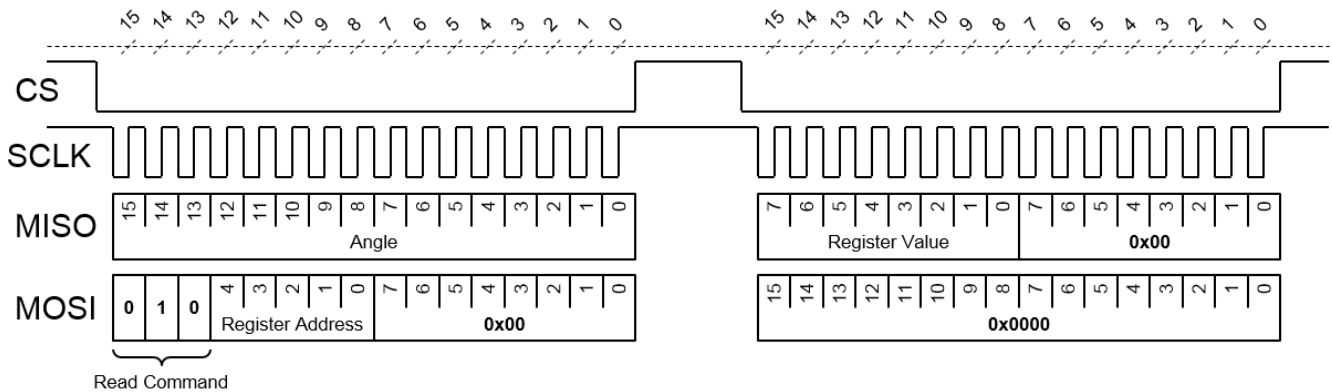 15 14 13 12 11 10 9 8 7 6 5 4 3 2 1 0 15 14 13 12 11 10 9 8 7 6 5 4 3 2 1 0
CS
SCLK
MISO 15 14 13 12 11 10 9 8 7 6 5 4 3 2 1 0 7 6 5 4 3 2 1 0 7 6 5 4 3 2 1 0
Angle Register Value 0x00
MOSI 0 1 0 4 3 2 1 0 7 6 5 4 3 2 1 0 15 14 13 12 11 10 9 8 7 6 5 4 3 2 1 0
Register Address 0x00 0x0000
Read Command